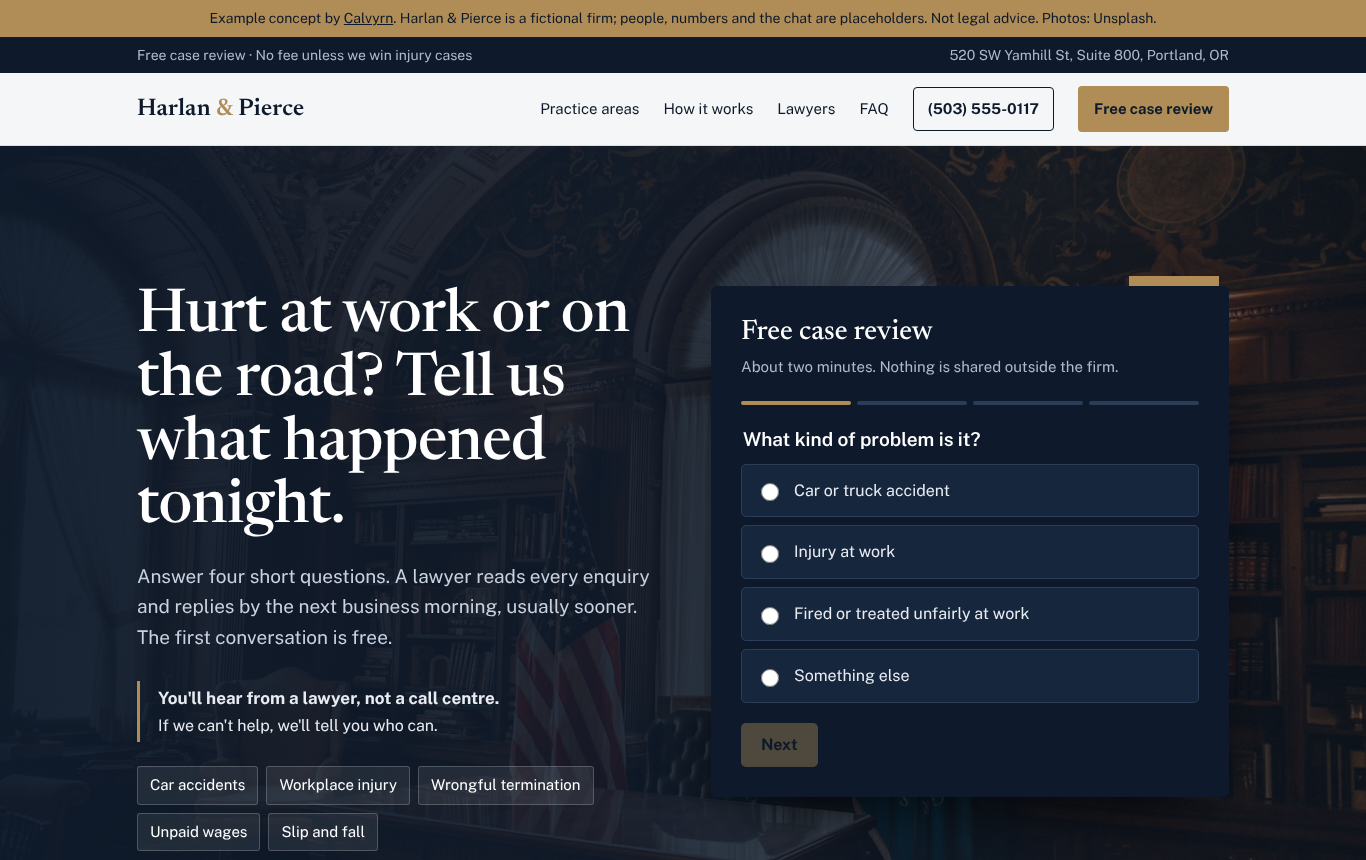 Example concept by Calvyrn. Harlan & Pierce is a fictional firm; people, numbers and the chat are placeholders. Not legal advice. Photos: Unsplash.
Free case review · No fee unless we win injury cases
520 SW Yamhill St, Suite 800, Portland, OR
Harlan & Pierce
Practice areas
How it works
Lawyers
FAQ
(503) 555-0117
Free case review
Hurt at work or on
the road? Tell us
what happened
tonight.
Answer four short questions. A lawyer reads every enquiry
and replies by the next business morning, usually sooner.
The first conversation is free.
You'll hear from a lawyer, not a call centre.
If we can't help, we'll tell you who can.
Car accidents
Workplace injury
Wrongful termination
Unpaid wages
Slip and fall
Free case review
About two minutes. Nothing is shared outside the firm.
What kind of problem is it?
Car or truck accident
Injury at work
Fired or treated unfairly at work
Something else
Next